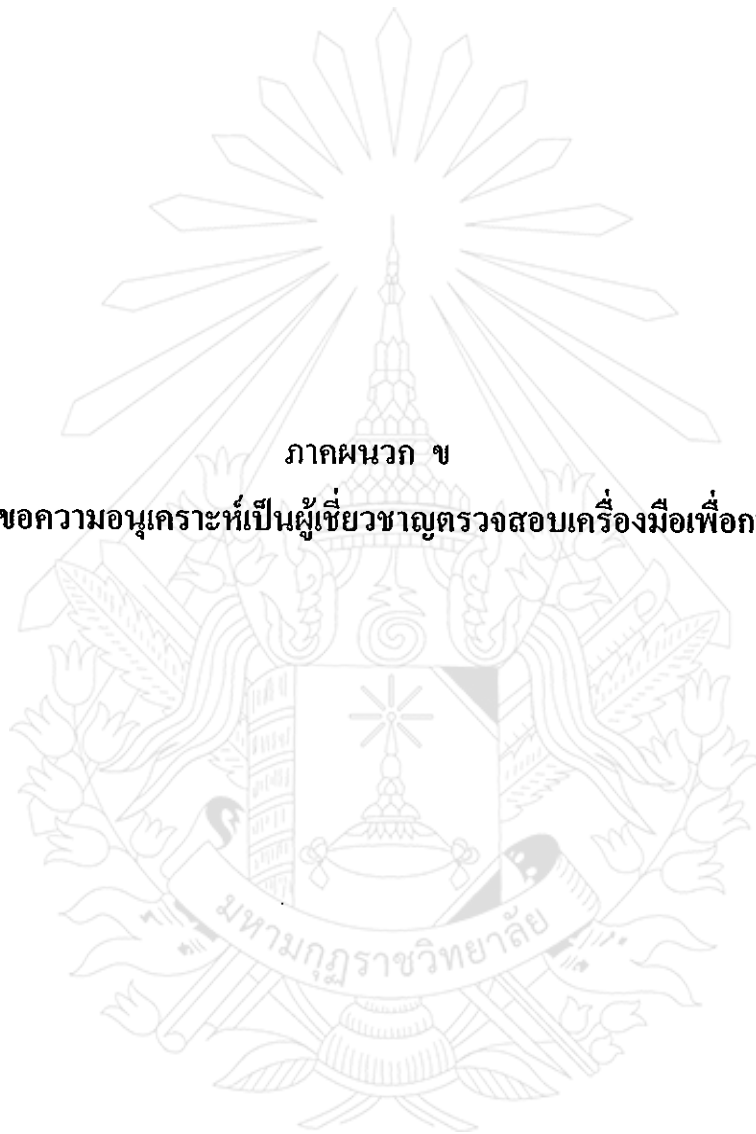 ภาคผนวก ข
ขอความอนุเคราะห์เป็นผู้เชี่ยวชาญตรวจสอบเครื่องมือเพื่อ
มหามกุฏราชวิทยาลัย